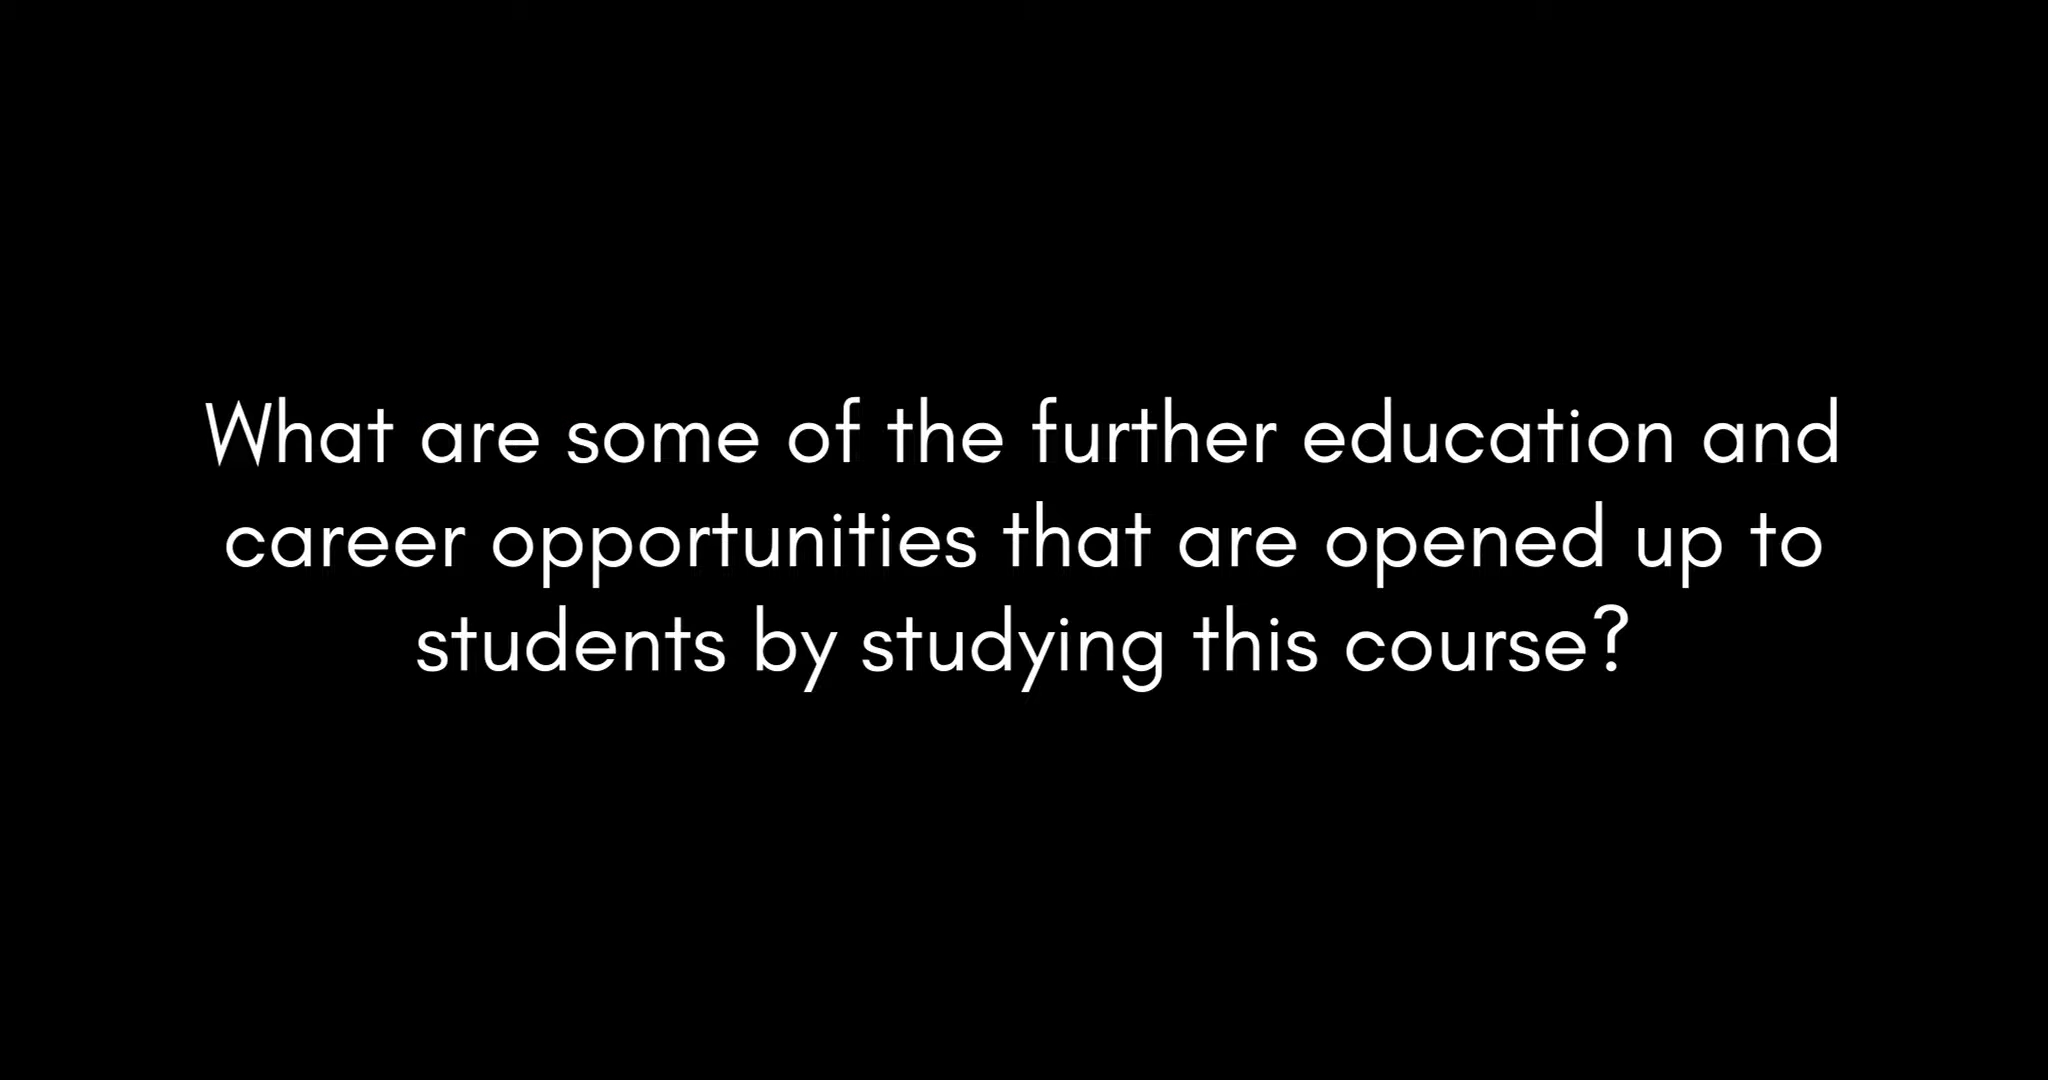 What are some of the further education and
career opportunities that are opened up to
students by studying this course?